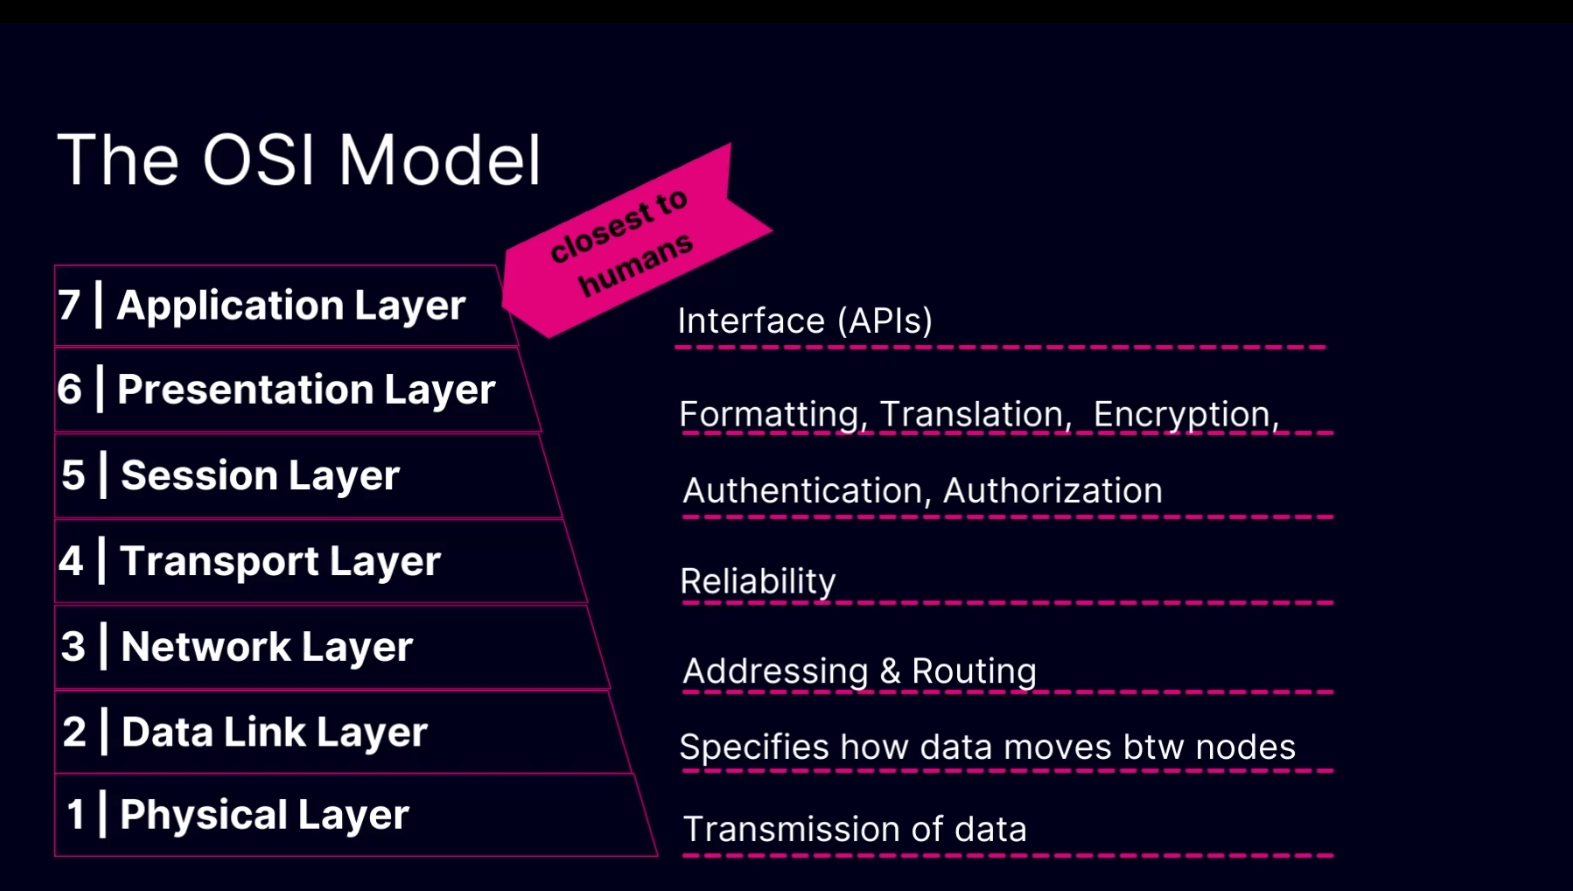 The OSI Model
closest to
humans
7 | Application Layer
Interface (APIs)
6 | Presentation Layer
Formatting, Translation,  Encryption,
5 | Session Layer
Authentication, Authorization
4 | Transport Layer
Reliability
3 | Network Layer
Addressing & Routing
2 | Data Link Layer
Specifies how data moves btw nodes
1 | Physical Layer
Transmission of data